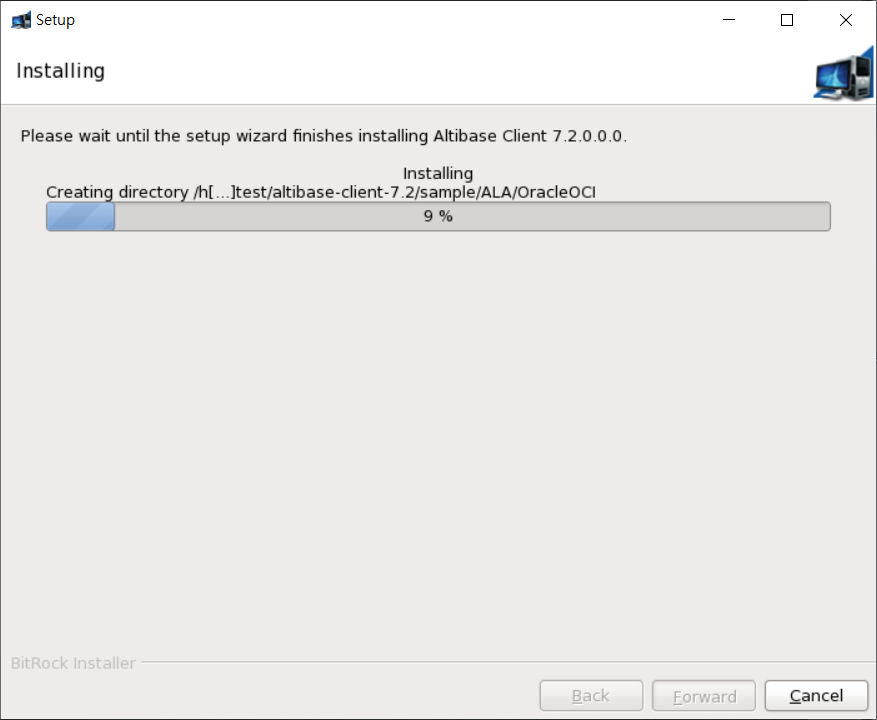 Setup
Installing
Please wait until the setup wizard finishes installing Altibase Client 7.2.0.0.0.
Installing
Creating directory /h[...]test/altibase-client-7.2/sample/ALA/OracleOCI
9 %
BitRock Installer
Back
Forward
Cancel